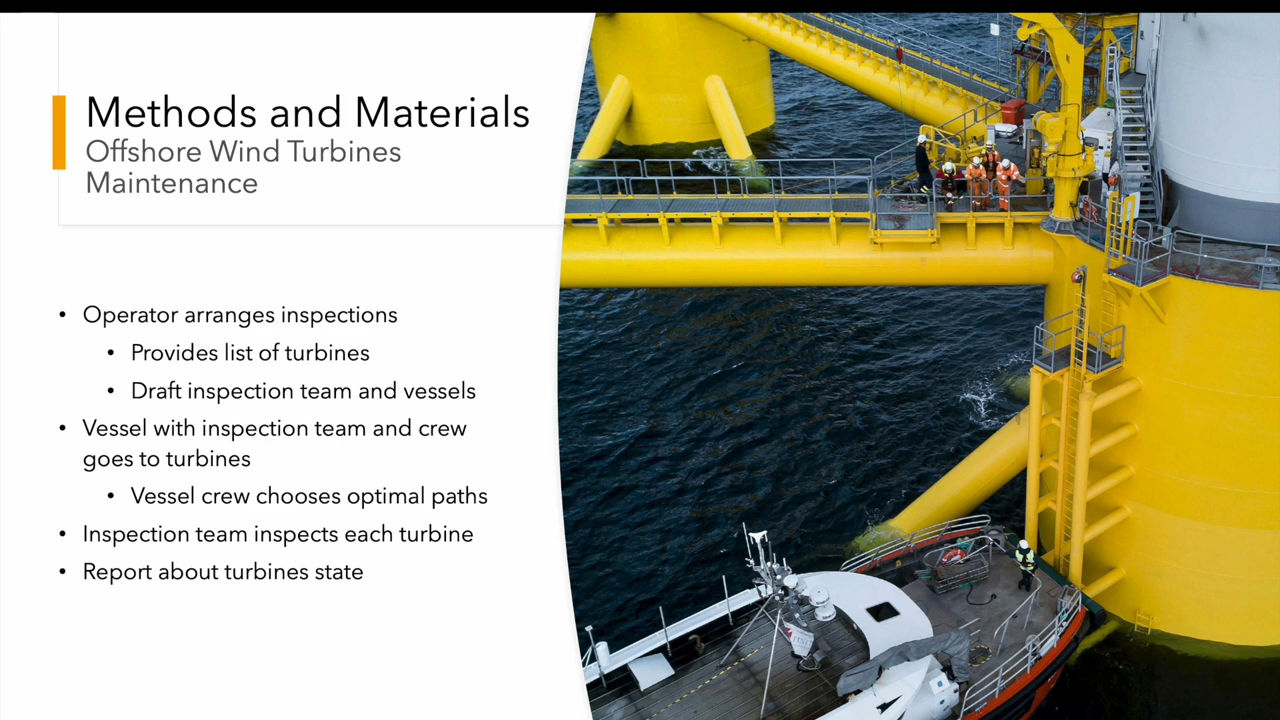 Methods and Materials
Offshore Wind Turbines
Maintenance
• Operator arranges inspections
• Provides list of turbines
• Draft inspection team and vessels
• Vessel with inspection team and crew
goes to turbines
• Vessel crew chooses optimal paths
• Inspection team inspects each turbine
• Report about turbines state